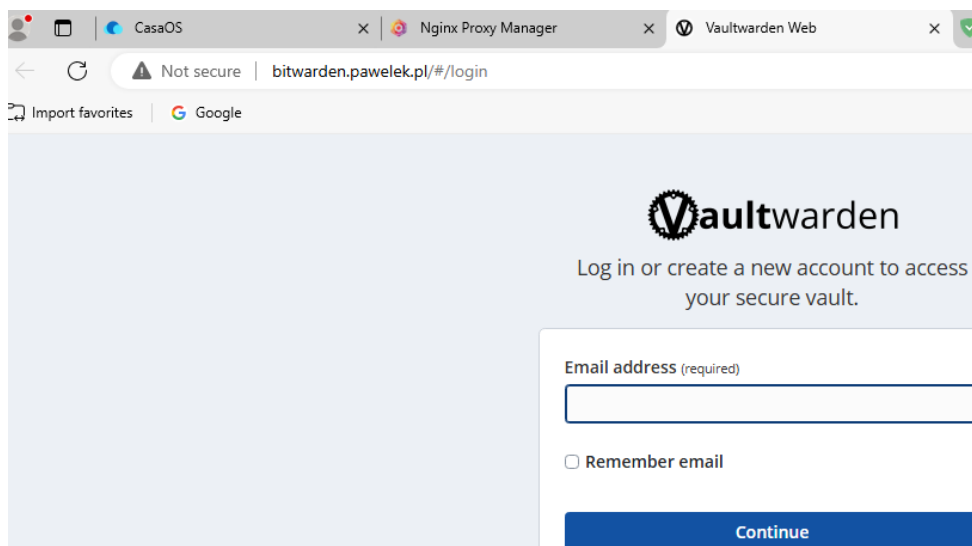 CasaOS
Nginx Proxy Manager
Vaultwarden Web
Not secure
bitwarden.pawelek.pl/#/login
Import favorites
Google
Vaultwarden
Log in or create a new account to access
your secure vault.
Email address (required)
Remember email
Continue